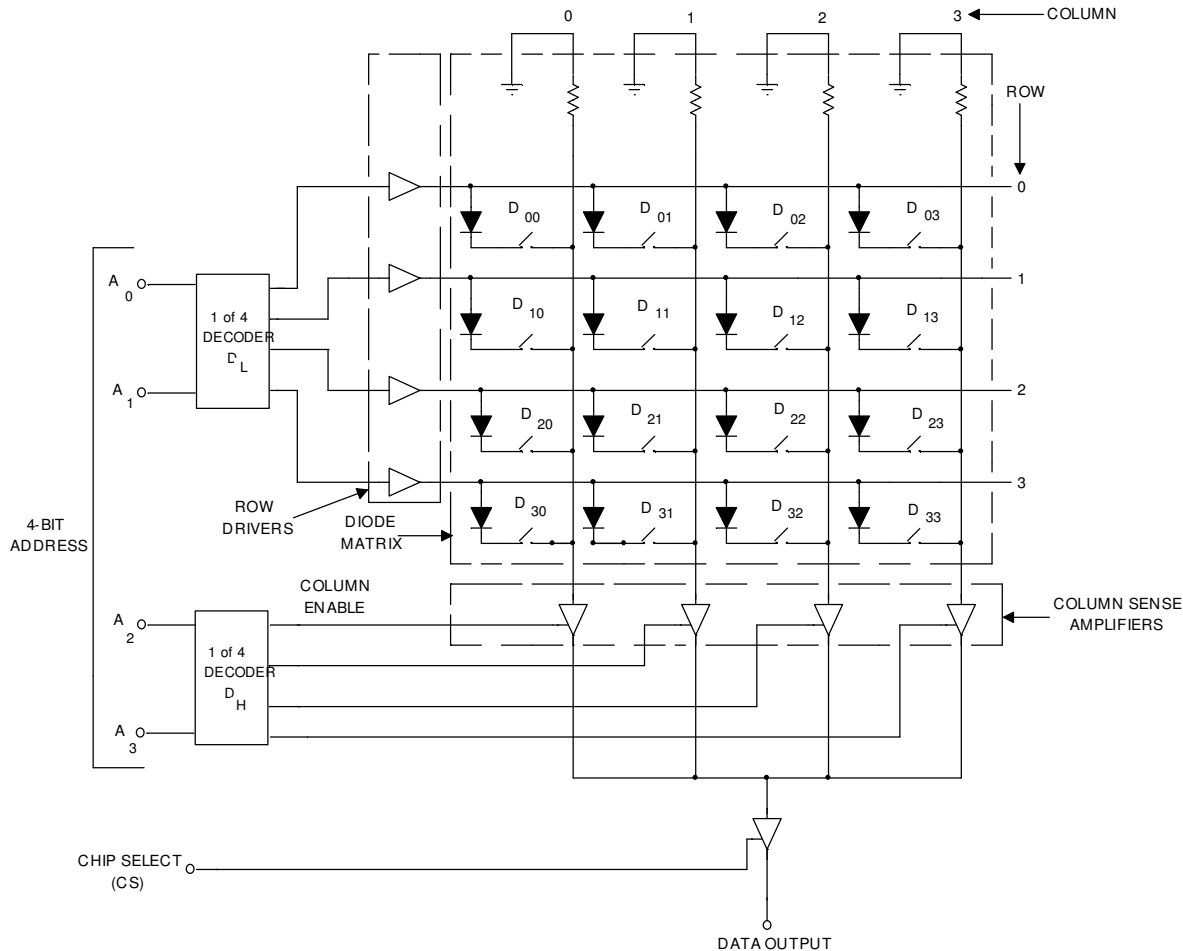 0 1 2 3 COLUMN
ROW
0
D 00 D 01 D 02 D 03
A 0
1
1 of 4
DECODER
D L
D 10 D 11 D 12 D 13
A 1
2
D 20 D 21 D 22 D 23
3
ROW
DRIVERS
DIODE
MATRIX
D 30 D 31 D 32 D 33
4-BIT
ADDRESS
COLUMN
ENABLE
COLUMN SENSE
AMPLIFIERS
A 2
1 of 4
DECODER
D H
A 3
CHIP SELECT
(CS)
DATA OUTPUT